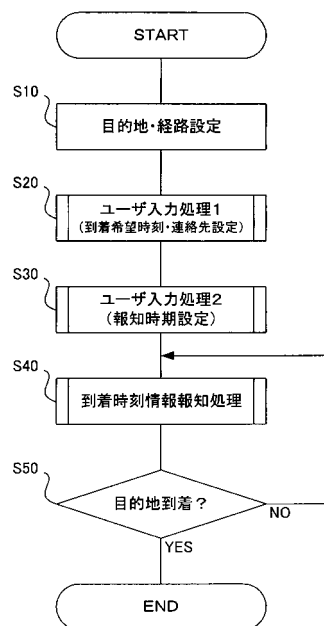 START
S10
目的地・経路設定
S20
ユーザ入力処理1
(到着希望時刻・連絡先設定)
S30
ユーザ入力処理2
(報知時期設定)
S40
到着時刻情報報知処理
S50
目的地到着?
NO
YES
END